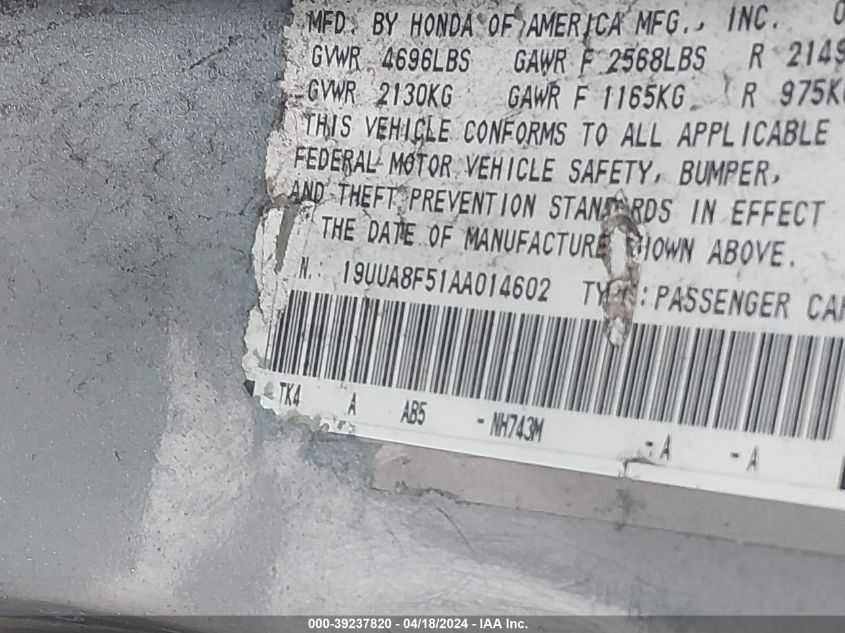 MFD. BY HONDA OF AMERICA MFG., INC.
GVWR 4696LBS GAWR F 2568LBS R 2149
GVWR 2130KG GAWR F 1165KG R 975KG
THIS VEHICLE CONFORMS TO ALL APPLICABLE
FEDERAL MOTOR VEHICLE SAFETY, BUMPER,
AND THEFT PREVENTION STANDARDS IN EFFECT
THE DATE OF MANUFACTURE SHOWN ABOVE.
N.: 19UUA8F51AA014602 TYPE: PASSENGER CAR
TK4 A AB5 -NH743M -A -A
000-39237820 - 04/18/2024 - IAA Inc.